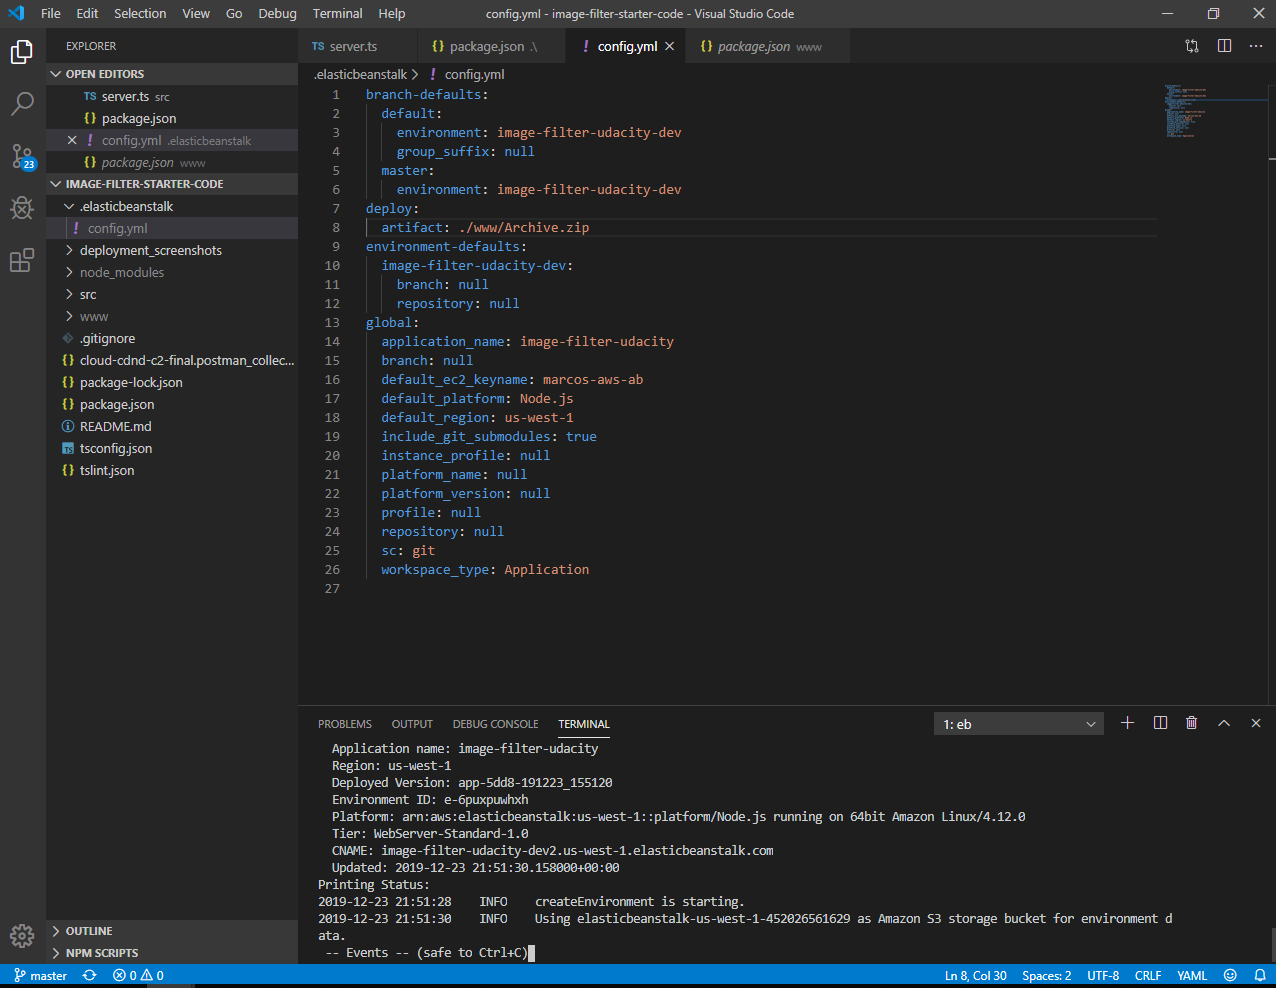 File Edit Selection View Go Debug Terminal Help config.yml - image-filter-starter-code - Visual Studio Code
EXPLORER
TS server.ts {} package.json .\ ! config.yml {} package.json www
OPEN EDITORS
TS server.ts src
{} package.json
! config.yml .elasticbeanstalk
{} package.json www
IMAGE-FILTER-STARTER-CODE
.elasticbeanstalk
! config.yml
deployment_screenshots
node_modules
src
www
.gitignore
{} cloud-cdnd-c2-final.postman_collec...
{} package-lock.json
{} package.json
README.md
TS tsconfig.json
{} tslint.json
OUTLINE
NPM SCRIPTS
23
.elasticbeanstalk > ! config.yml
1 branch-defaults:
2 default:
3 environment: image-filter-udacity-dev
4 group_suffix: null
5 master:
6 environment: image-filter-udacity-dev
7 deploy:
8 artifact: ./www/Archive.zip
9 environment-defaults:
10 image-filter-udacity-dev:
11 branch: null
12 repository: null
13 global:
14 application_name: image-filter-udacity
15 branch: null
16 default_ec2_keyname: marcos-aws-ab
17 default_platform: Node.js
18 default_region: us-west-1
19 include_git_submodules: true
20 instance_profile: null
21 platform_name: null
22 platform_version: null
23 profile: null
24 repository: null
25 sc: git
26 workspace_type: Application
27
PROBLEMS OUTPUT DEBUG CONSOLE TERMINAL 1: eb
Application name: image-filter-udacity
Region: us-west-1
Deployed Version: app-5dd8-191223_155120
Environment ID: e-6puxpuwhxh
Platform: arn:aws:elasticbeanstalk:us-west-1::platform/Node.js running on 64bit Amazon Linux/4.12.0
Tier: WebServer-Standard-1.0
CNAME: image-filter-udacity-dev2.us-west-1.elasticbeanstalk.com
Updated: 2019-12-23 21:51:30.158000+00:00
Printing Status:
2019-12-23 21:51:28 INFO createEnvironment is starting.
2019-12-23 21:51:30 INFO Using elasticbeanstalk-us-west-1-452026561629 as Amazon S3 storage bucket for environment d
ata.
-- Events -- (safe to Ctrl+C)
master 0 0 Ln 8, Col 30 Spaces: 2 UTF-8 CRLF YAML